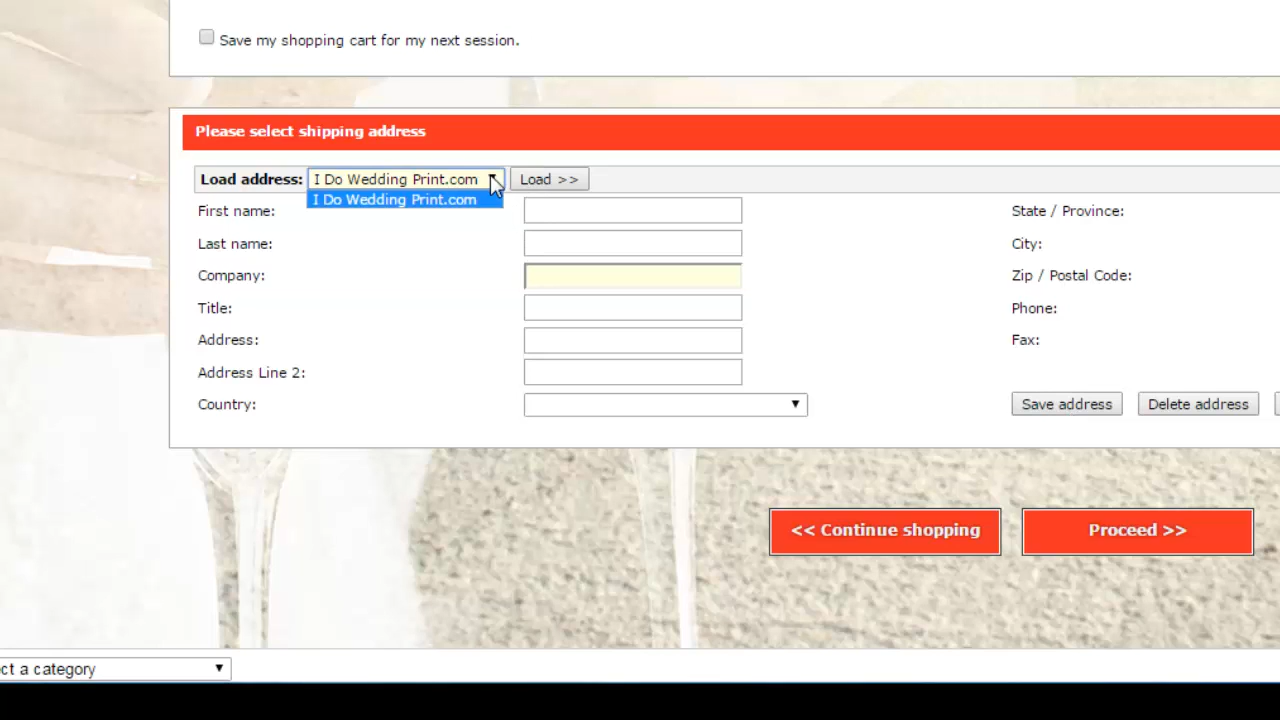 Save my shopping cart for my next session.
Please select shipping address
Load address: I Do Wedding Print.com Load >>
I Do Wedding Print.com
First name:
Last name:
Company:
Title:
Address:
Address Line 2:
Country:
State / Province:
City:
Zip / Postal Code:
Phone:
Fax:
Save address Delete address
<< Continue shopping Proceed >>
ct a category